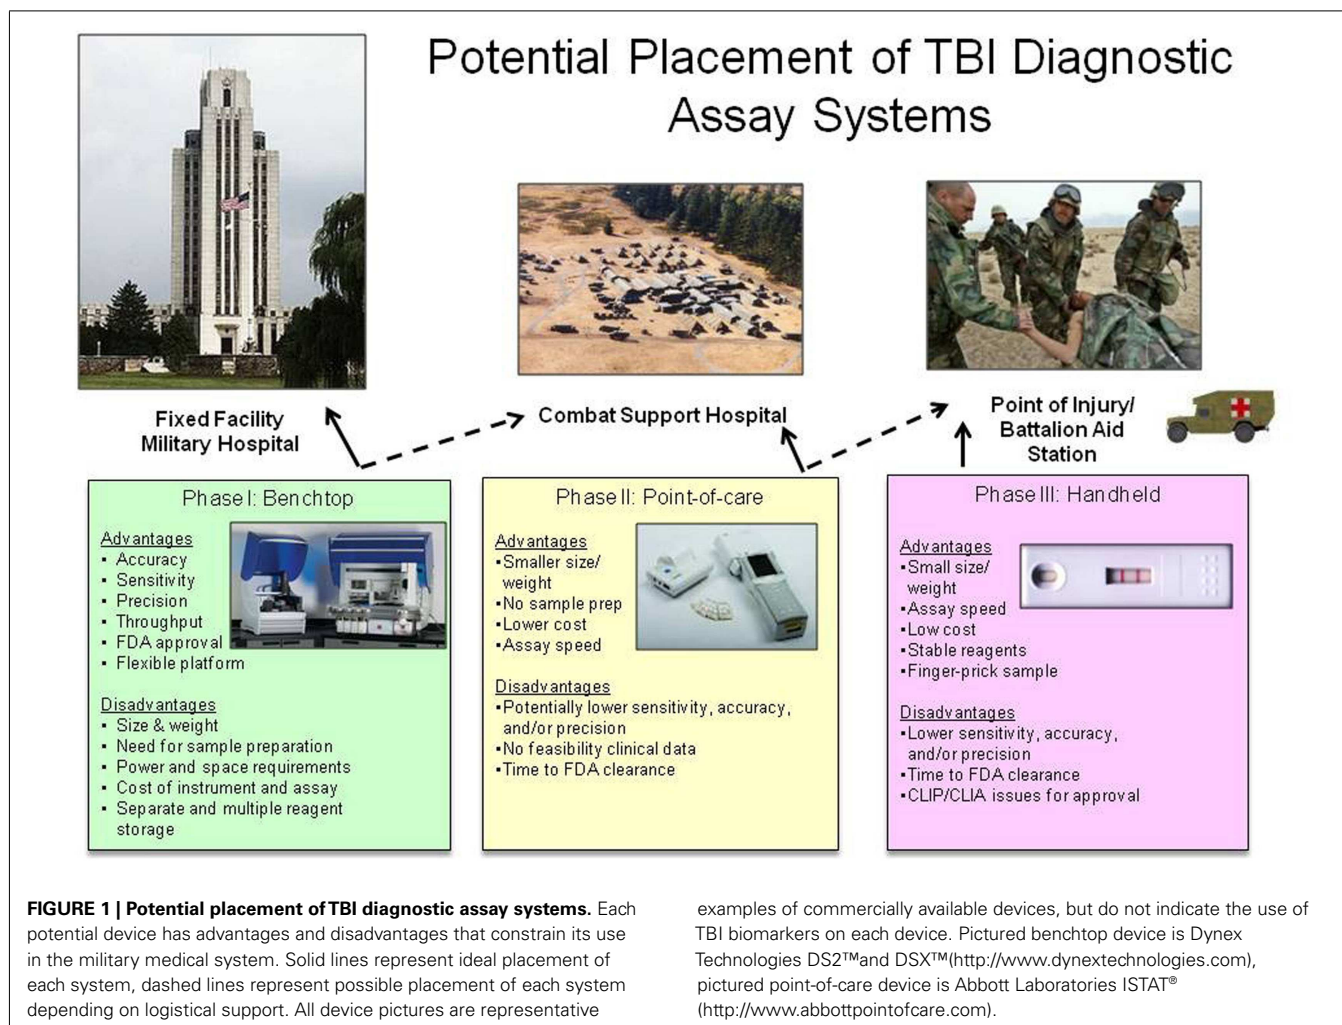 Potential Placement of TBI Diagnostic
Assay Systems
Fixed Facility
Military Hospital
Combat Support Hospital
Point of Injury/
Battalion Aid
Station
Phase I: Benchtop
Advantages
▪ Accuracy
▪ Sensitivity
▪ Precision
▪ Throughput
▪ FDA approval
▪ Flexible platform
Disadvantages
▪ Size & weight
▪ Need for sample preparation
▪ Power and space requirements
▪ Cost of instrument and assay
▪ Separate and multiple reagent
storage
Phase II: Point-of-care
Advantages
▪Smaller size/
weight
▪No sample prep
▪Lower cost
▪Assay speed
Disadvantages
▪Potentially lower sensitivity, accuracy,
and/or precision
▪No feasibility clinical data
▪Time to FDA clearance
Phase III: Handheld
Advantages
▪Small size/
weight
▪Assay speed
▪Low cost
▪Stable reagents
▪Finger-prick sample
Disadvantages
▪Lower sensitivity, accuracy,
and/or precision
▪Time to FDA clearance
▪CLIP/CLIA issues for approval
FIGURE 1 | Potential placement of TBI diagnostic assay systems. Each
potential device has advantages and disadvantages that constrain its use
in the military medical system. Solid lines represent ideal placement of
each system, dashed lines represent possible placement of each system
depending on logistical support. All device pictures are representative
examples of commercially available devices, but do not indicate the use of
TBI biomarkers on each device. Pictured benchtop device is Dynex
Technologies DS2™and DSX™(http://www.dynextechnologies.com),
pictured point-of-care device is Abbott Laboratories ISTAT®
(http://www.abbottpointofcare.com).